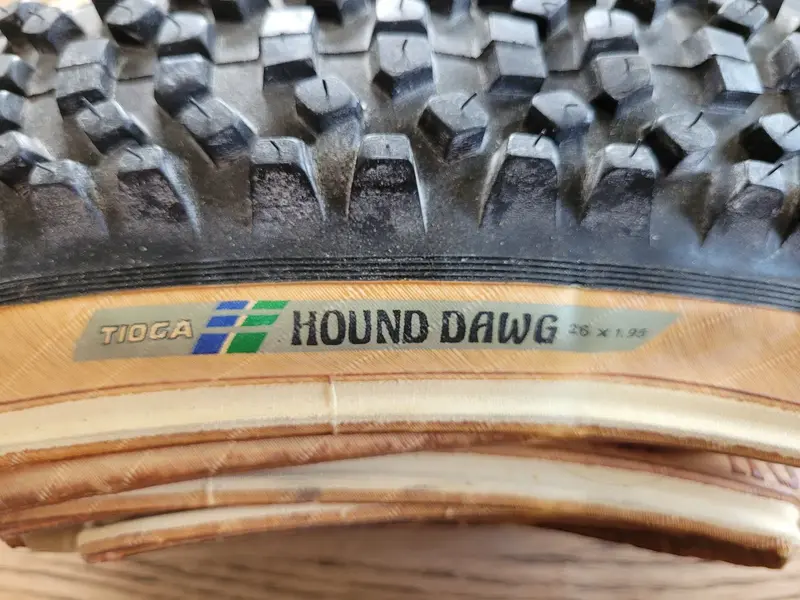 TIOGA HOUND DAWG 26 x 1.95